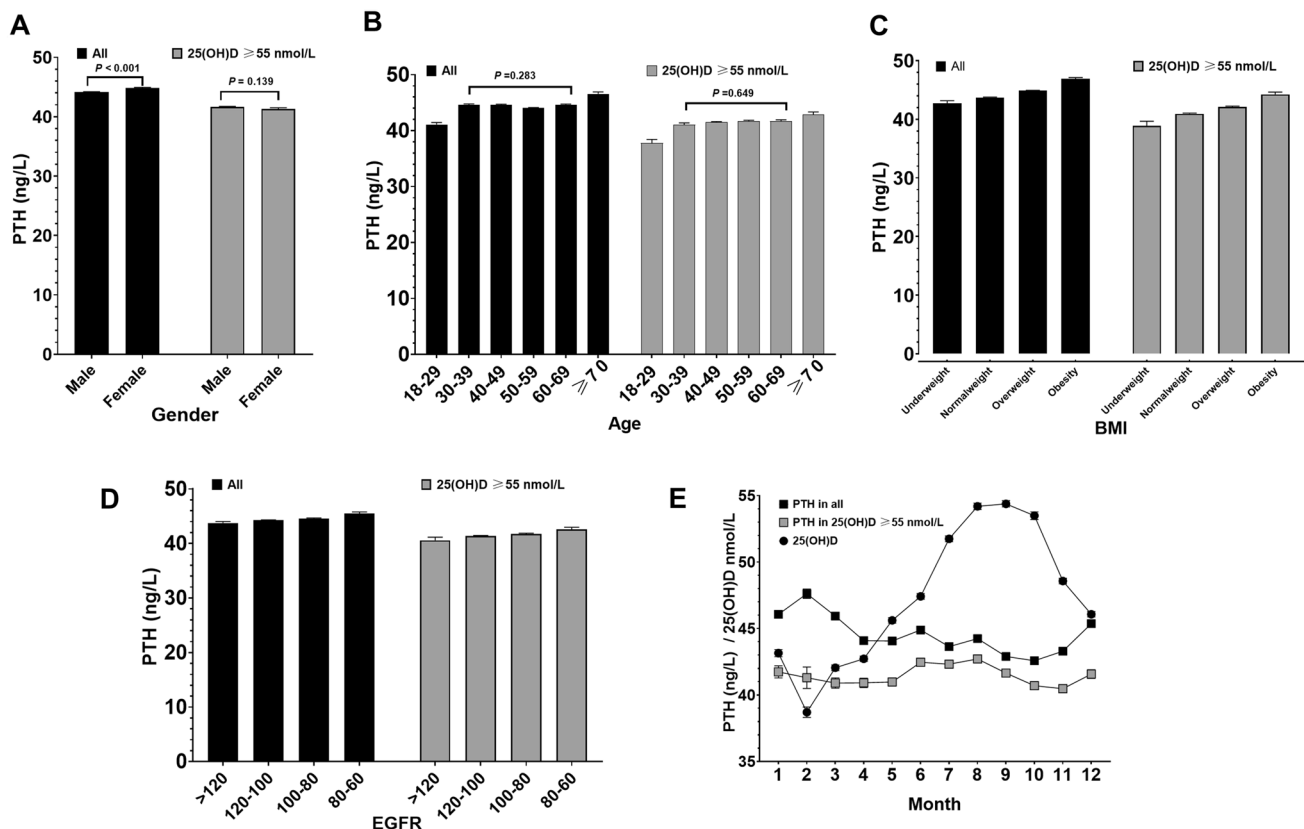 A
All
25(OH)D ≥ 55 nmol/L
P < 0.001
P = 0.139
PTH (ng/L)
50
40
30
20
10
0
Male
Female
Male
Female
Gender
B
All
25(OH)D ≥ 55 nmol/L
P =0.283
P =0.649
PTH (ng/L)
50
40
30
20
10
0
18-29
30-39
40-49
50-59
60-69
≥70
18-29
30-39
40-49
50-59
60-69
≥70
Age
C
All
25(OH)D ≥ 55 nmol/L
PTH (ng/L)
50
40
30
20
10
0
Underweight
Normalweight
Overweight
Obesity
Underweight
Normalweight
Overweight
Obesity
BMI
D
All
25(OH)D ≥ 55 nmol/L
PTH (ng/L)
50
40
30
20
10
0
>120
120-100
100-80
80-60
>120
120-100
100-80
80-60
EGFR
E
PTH in all
PTH in 25(OH)D ≥ 55 nmol/L
25(OH)D
PTH (ng/L) / 25(OH)D nmol/L
55
50
45
40
35
1 2 3 4 5 6 7 8 9 10 11 12
Month